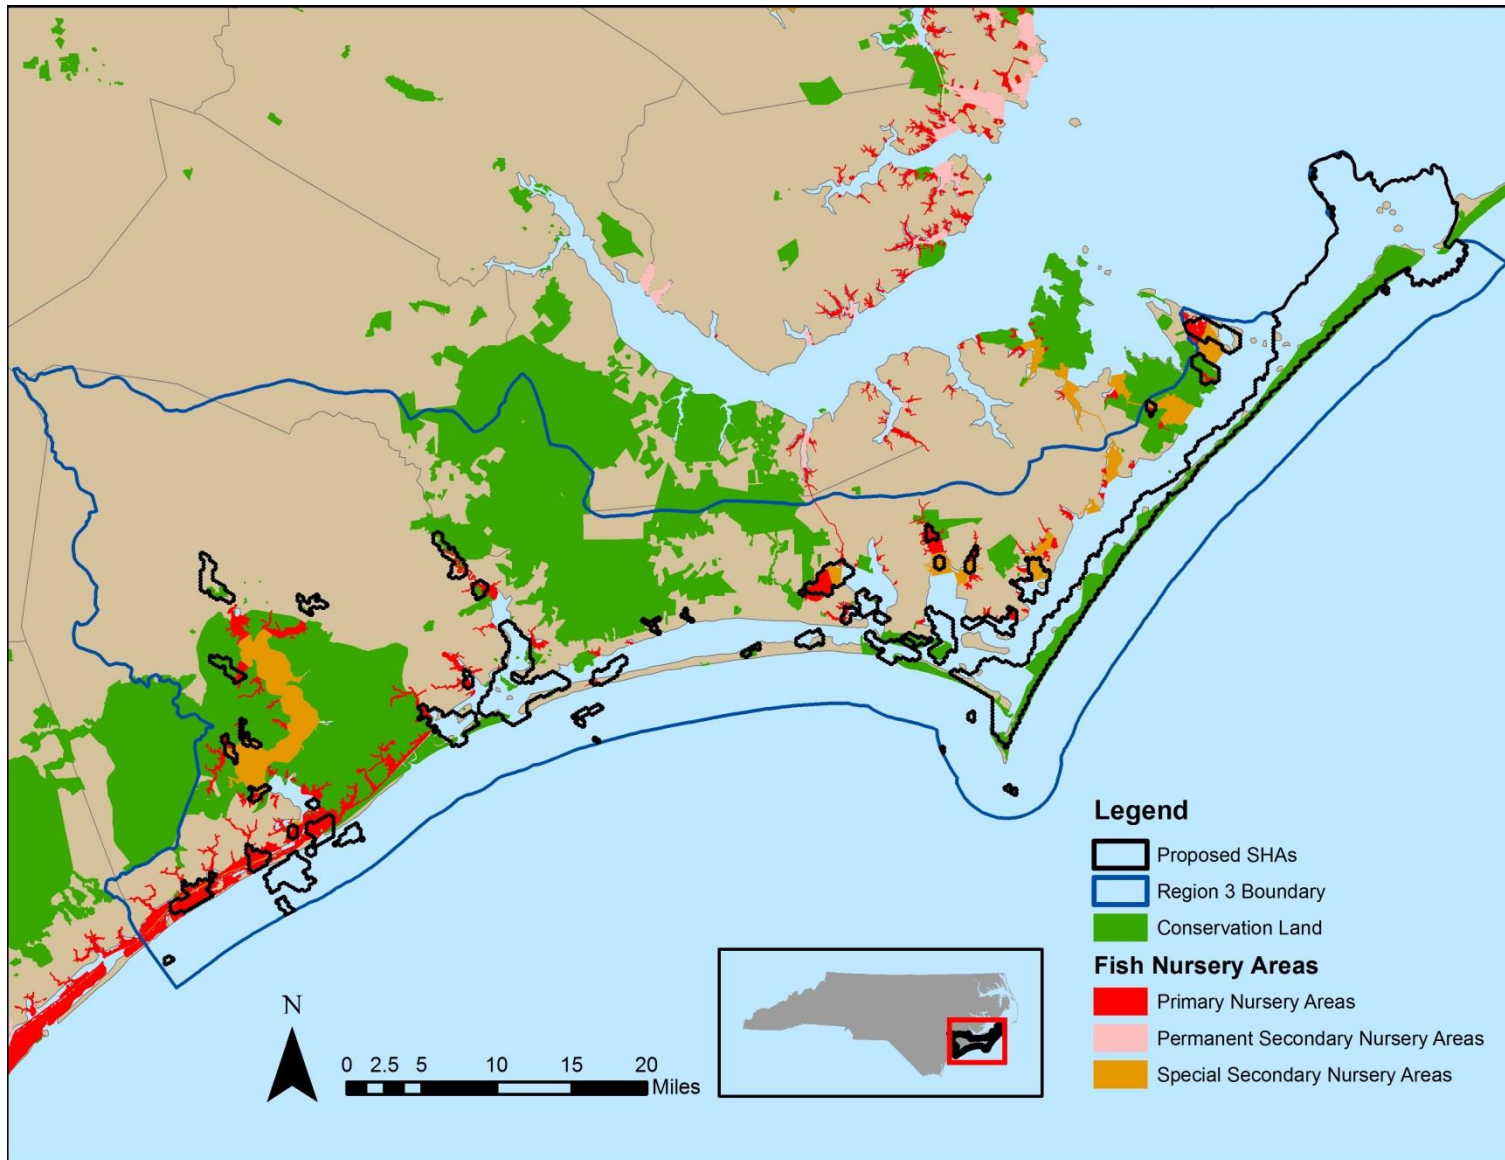 Legend
Proposed SHAs
Region 3 Boundary
Conservation Land
Fish Nursery Areas
Primary Nursery Areas
Permanent Secondary Nursery Areas
Special Secondary Nursery Areas
N
0 2.5 5 10 15 20
Miles